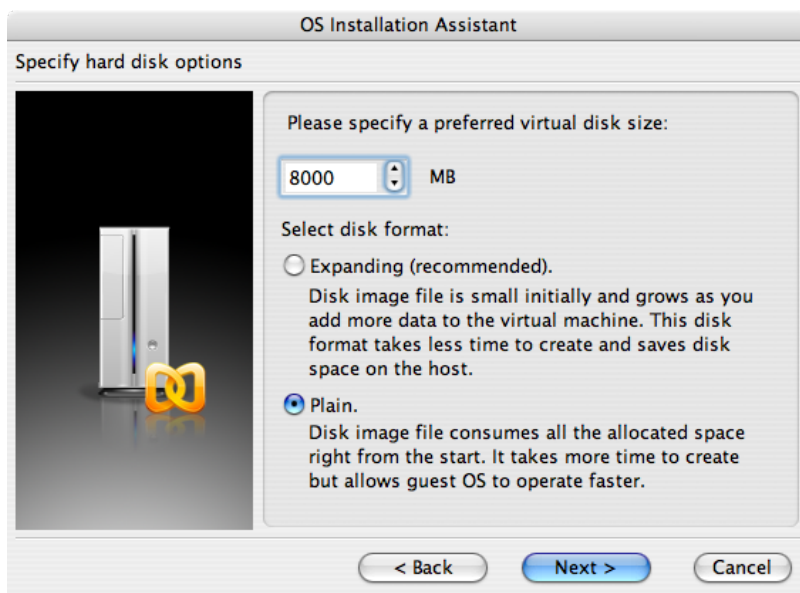 OS Installation Assistant
Specify hard disk options
Please specify a preferred virtual disk size:
8000 MB
Select disk format:
Expanding (recommended).
Disk image file is small initially and grows as you
add more data to the virtual machine. This disk
format takes less time to create and saves disk
space on the host.
Plain.
Disk image file consumes all the allocated space
right from the start. It takes more time to create
but allows guest OS to operate faster.
< Back Next > Cancel